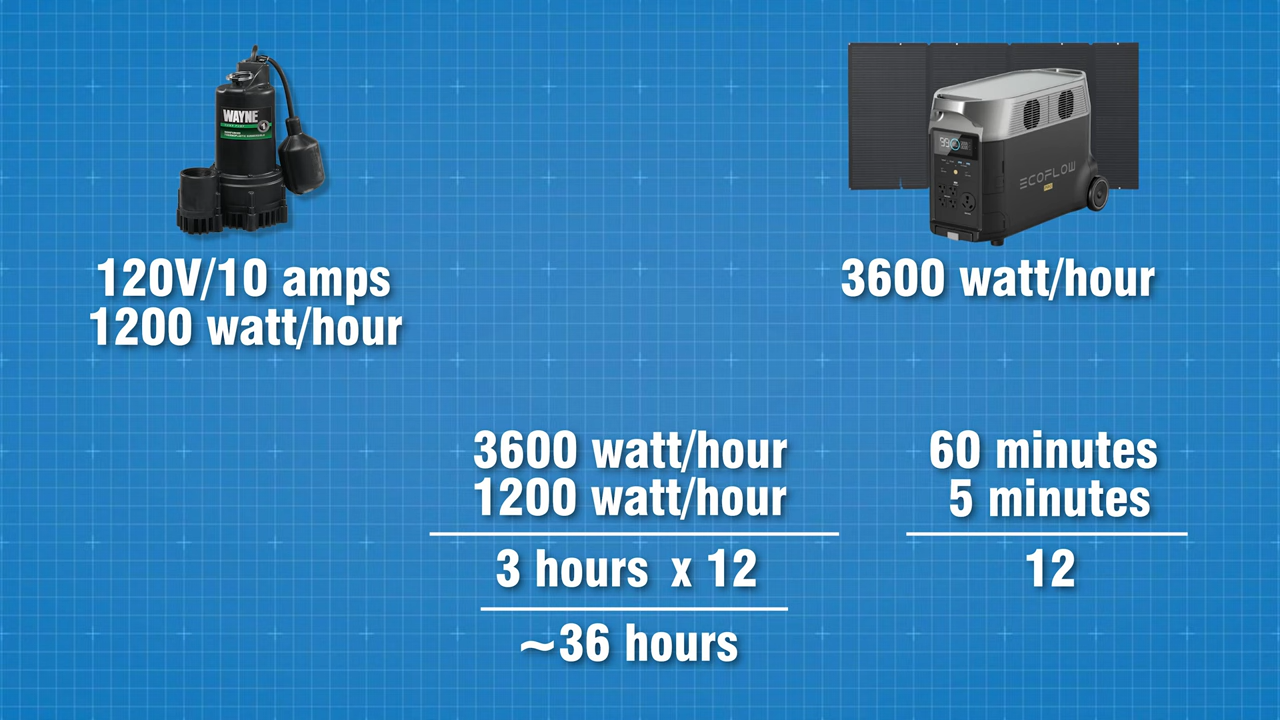 WAYNE
ECOFLOW
120V/10 amps
1200 watt/hour
3600 watt/hour
3600 watt/hour
1200 watt/hour
3 hours x 12
~36 hours
60 minutes
5 minutes
12